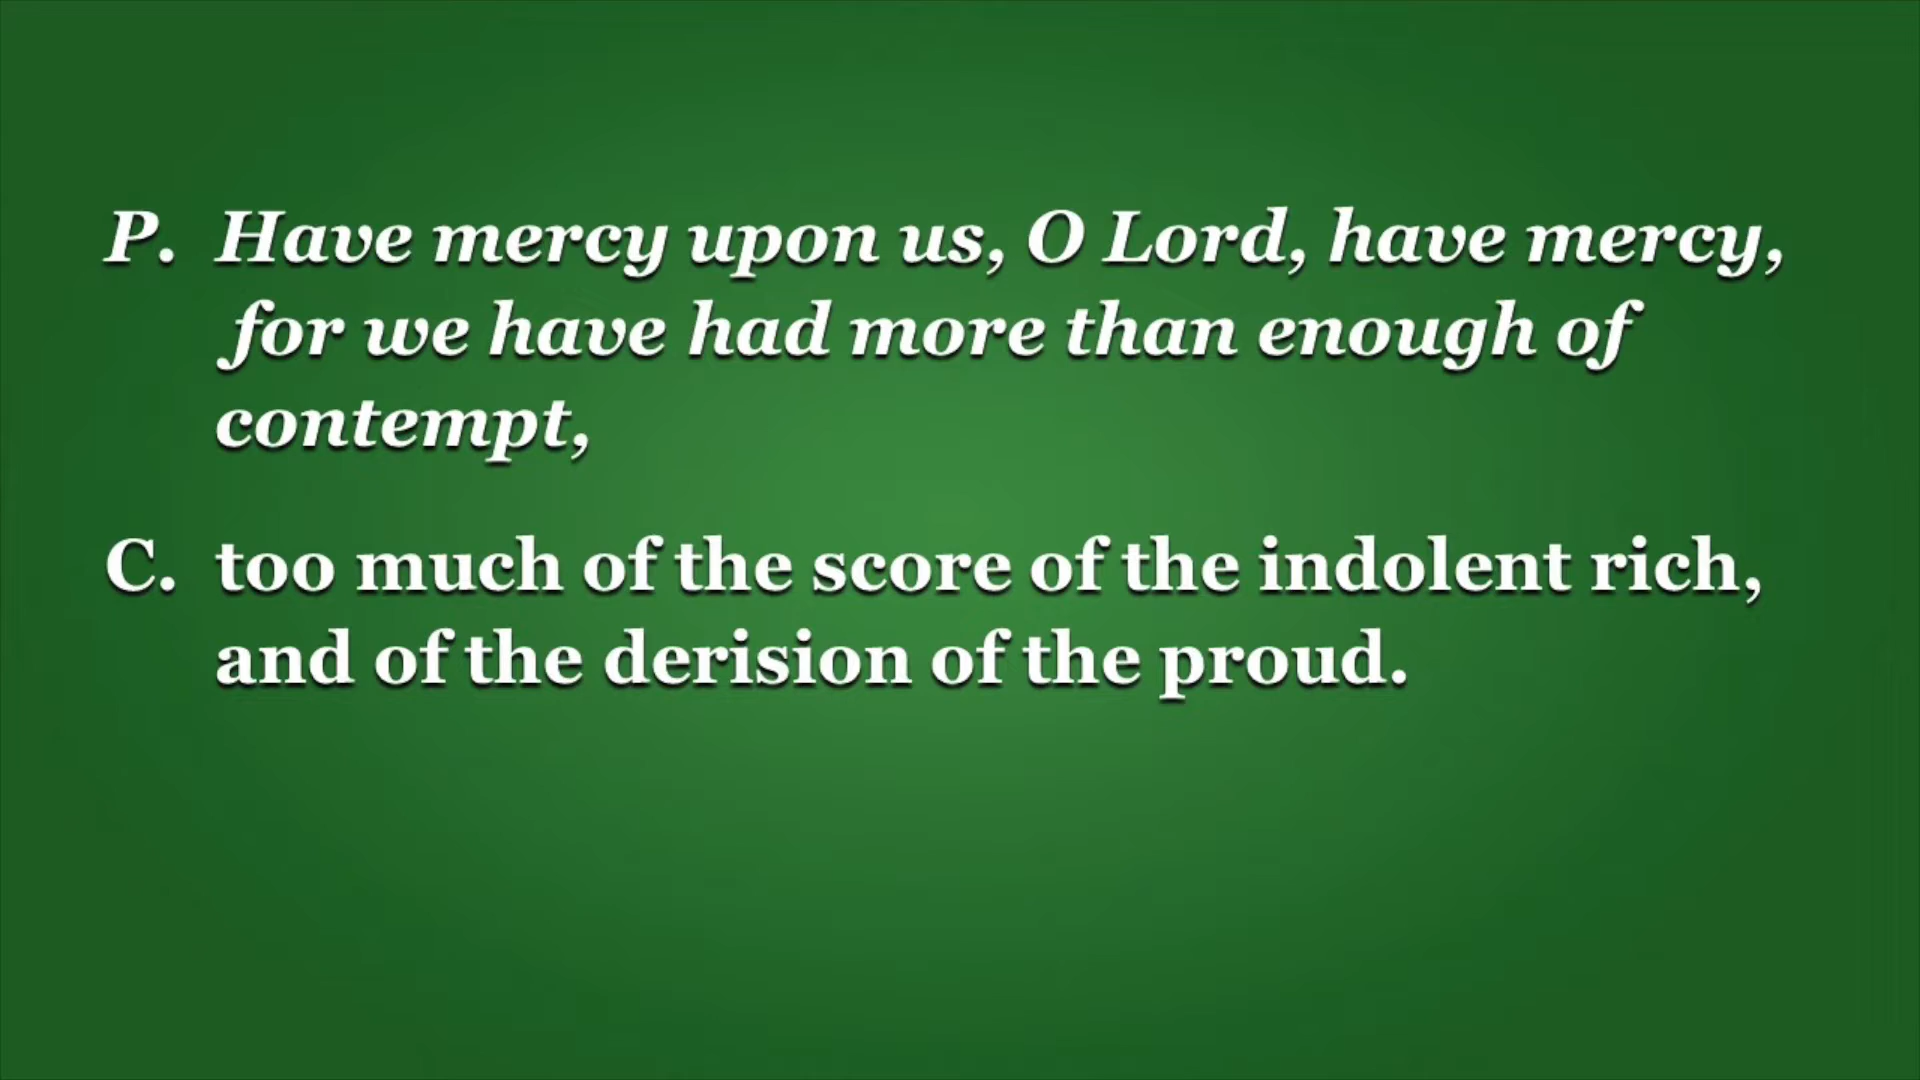 P. Have mercy upon us, O Lord, have mercy,
for we have had more than enough of
contempt,
C. too much of the score of the indolent rich,
and of the derision of the proud.